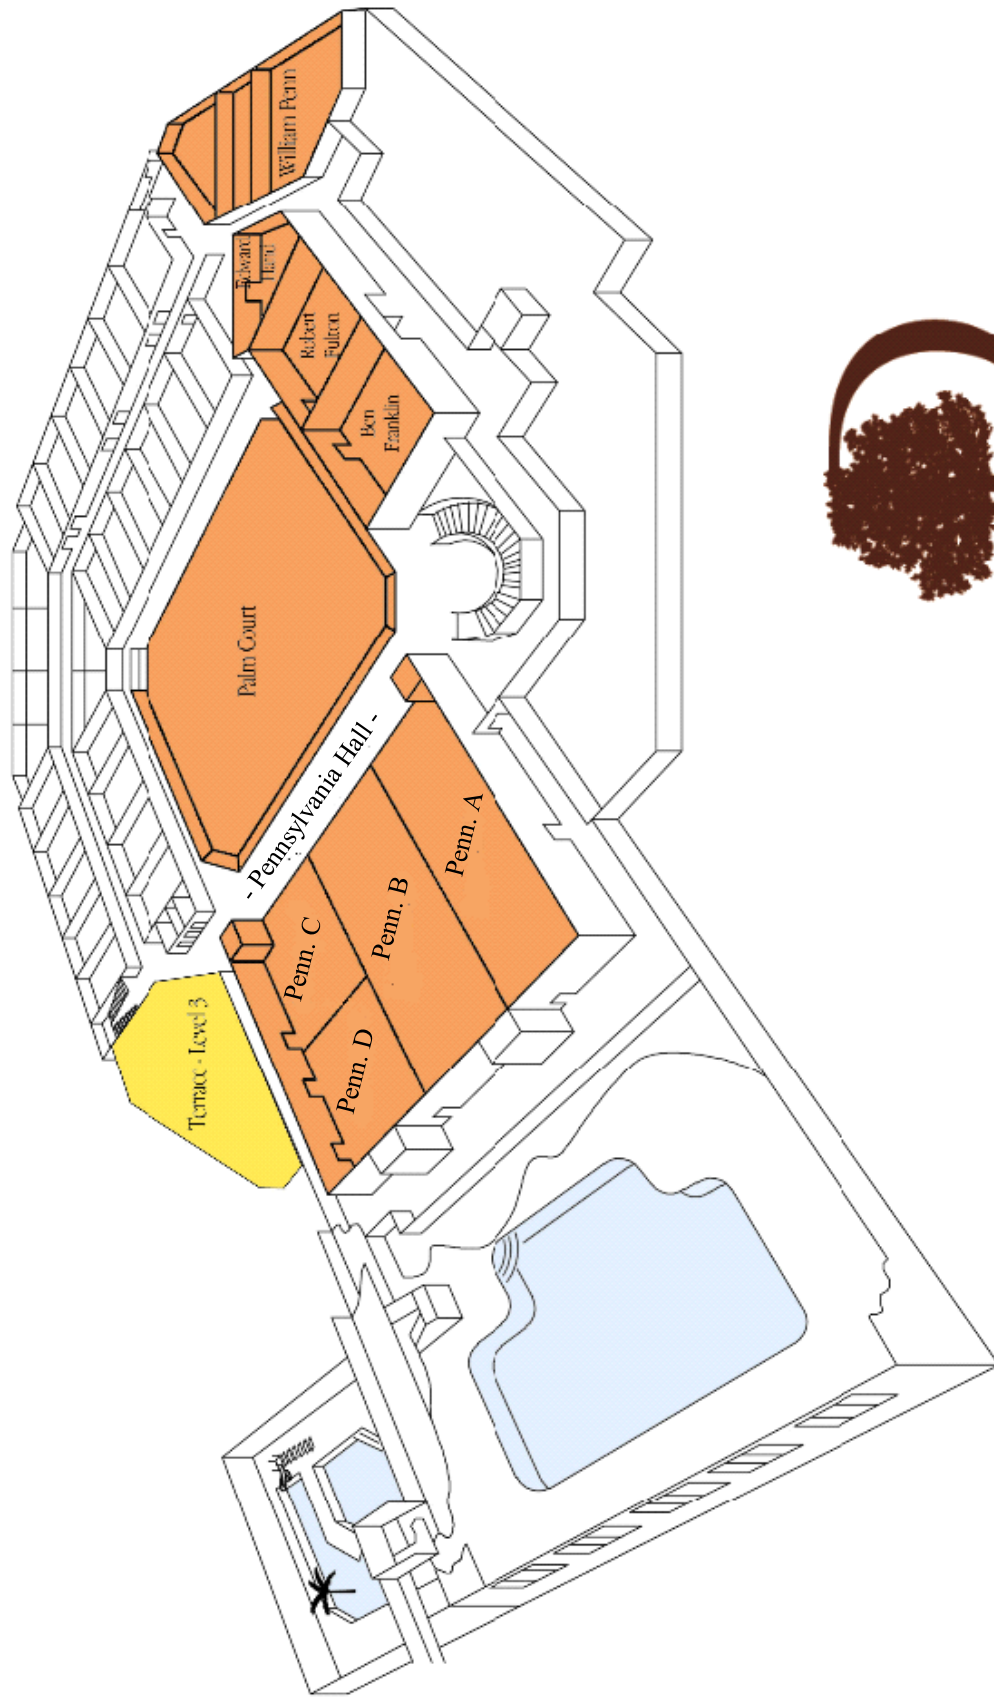 William Penn
Edward
Hand
Robert
Fulton
Ben
Franklin
Palm Court
- Pennsylvania Hall -
Penn. A
Penn. B
Penn. C
Penn. D
Terrace - Level 3